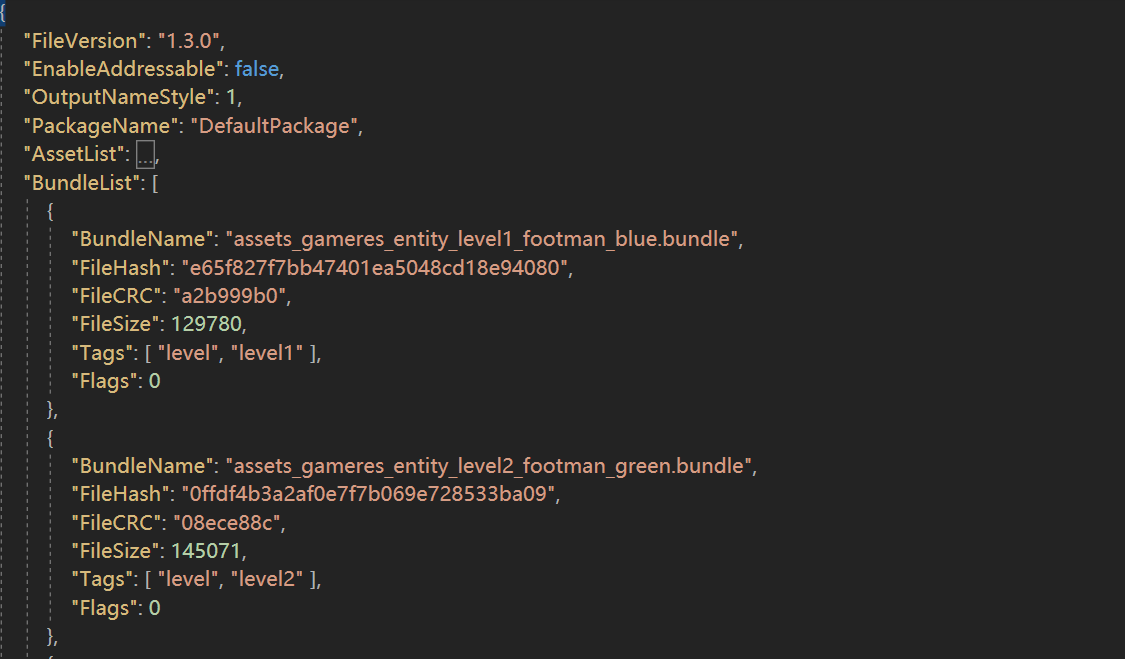 {
"FileVersion": "1.3.0",
"EnableAddressable": false,
"OutputNameStyle": 1,
"PackageName": "DefaultPackage",
"AssetList": ...,
"BundleList": [
{
"BundleName": "assets_gameres_entity_level1_footman_blue.bundle",
"FileHash": "e65f827f7bb47401ea5048cd18e94080",
"FileCRC": "a2b999b0",
"FileSize": 129780,
"Tags": [ "level", "level1" ],
"Flags": 0
},
{
"BundleName": "assets_gameres_entity_level2_footman_green.bundle",
"FileHash": "0ffdf4b3a2af0e7f7b069e728533ba09",
"FileCRC": "08ece88c",
"FileSize": 145071,
"Tags": [ "level", "level2" ],
"Flags": 0
},